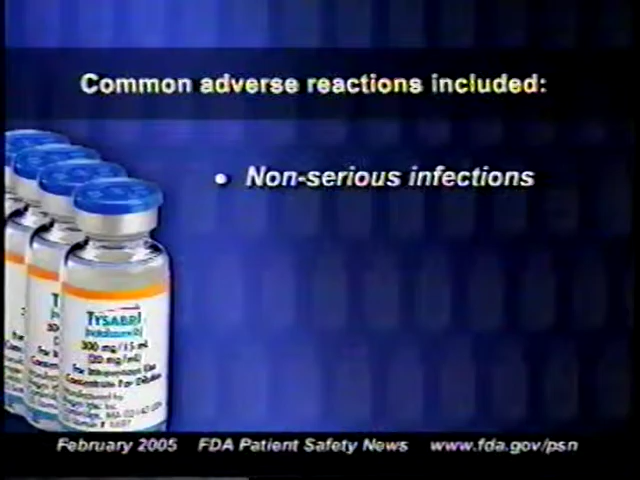 Common adverse reactions included:
• Non-serious infections
TYSABRI
300 mg/15 mL
(20 mg/mL)
For Intravenous Use
Concentrate For Dilution
February 2005 FDA Patient Safety News www.fda.gov/psn